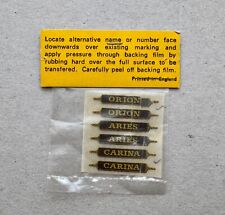 Locate alternative name or number face
downwards over existing marking and
apply pressure through backing film by
rubbing hard over the full surface to be
transfered. Carefully peel off backing film.
Printed in England
ORION
ORION
ARIES
ARIES
CARINA
CARINA